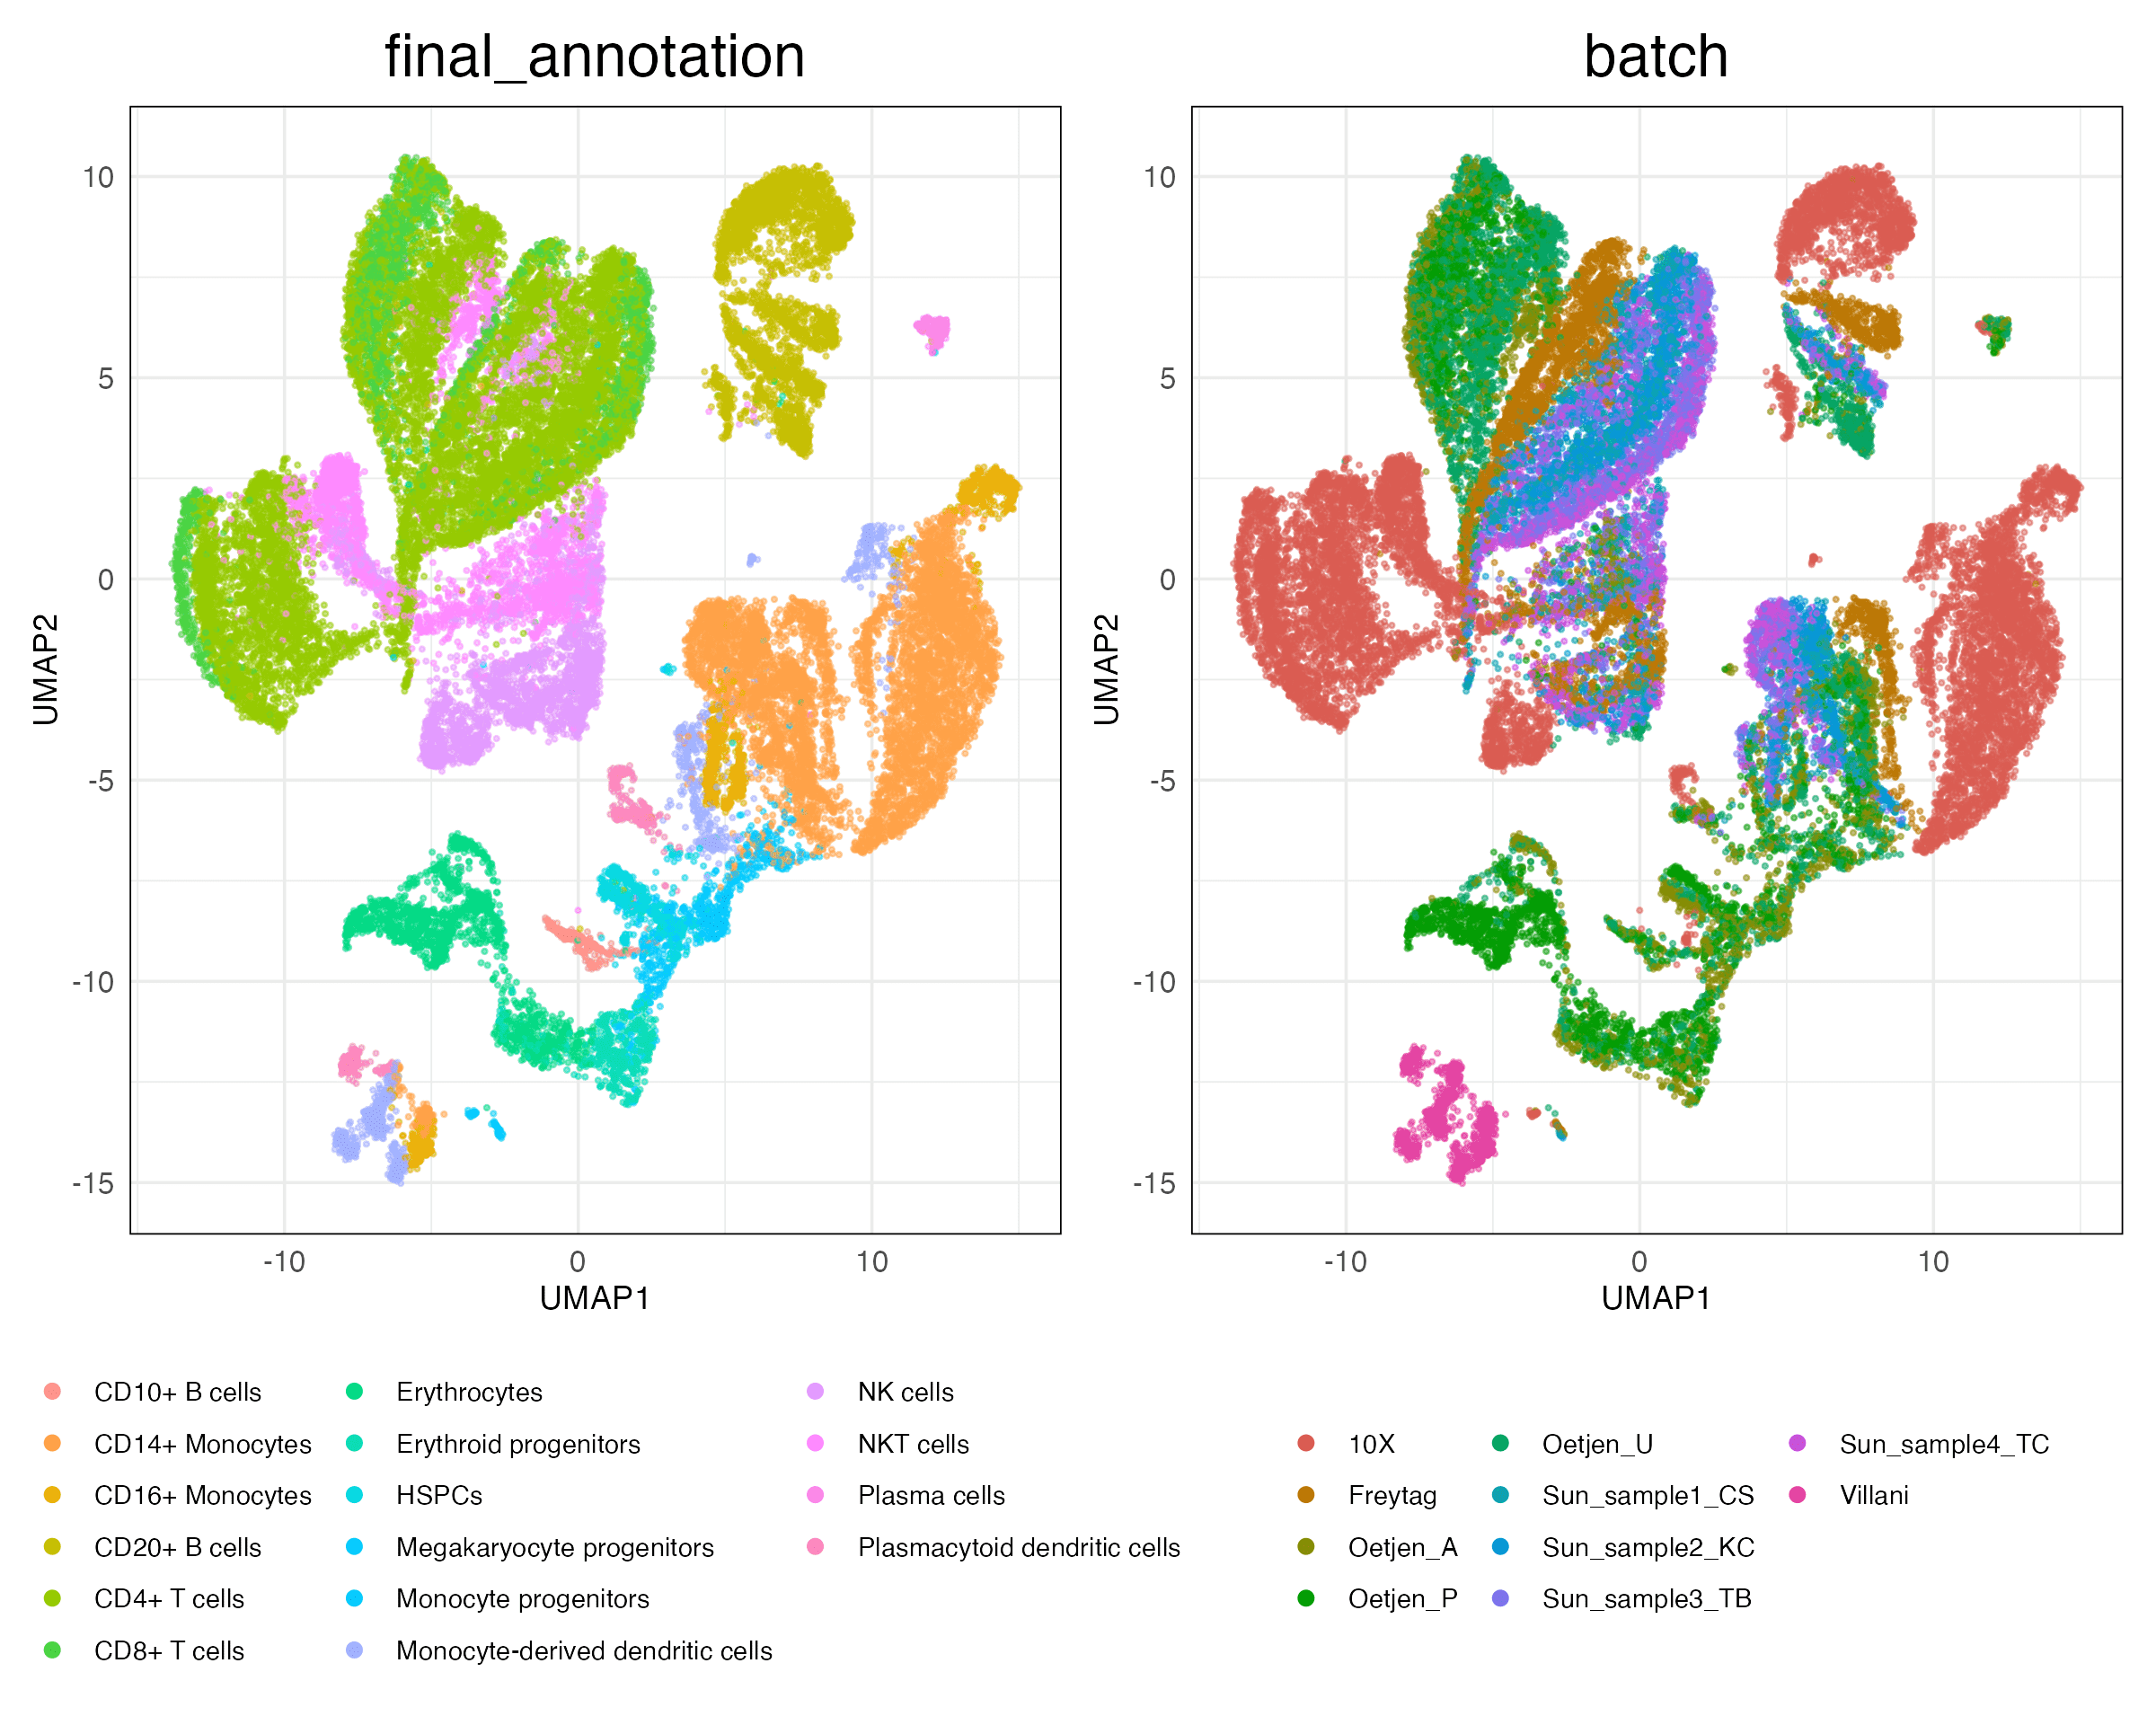 final_annotation
batch
10
5
0
-5
-10
-15
-10
0
10
UMAP1
UMAP2
10
5
0
-5
-10
-15
-10
0
10
UMAP1
UMAP2
CD10+ B cells
CD14+ Monocytes
CD16+ Monocytes
CD20+ B cells
CD4+ T cells
CD8+ T cells
Erythrocytes
Erythroid progenitors
HSPCs
Megakaryocyte progenitors
Monocyte progenitors
Monocyte-derived dendritic cells
NK cells
NKT cells
Plasma cells
Plasmacytoid dendritic cells
10X
Freytag
Oetjen_A
Oetjen_P
Oetjen_U
Sun_sample1_CS
Sun_sample2_KC
Sun_sample3_TB
Sun_sample4_TC
Villani